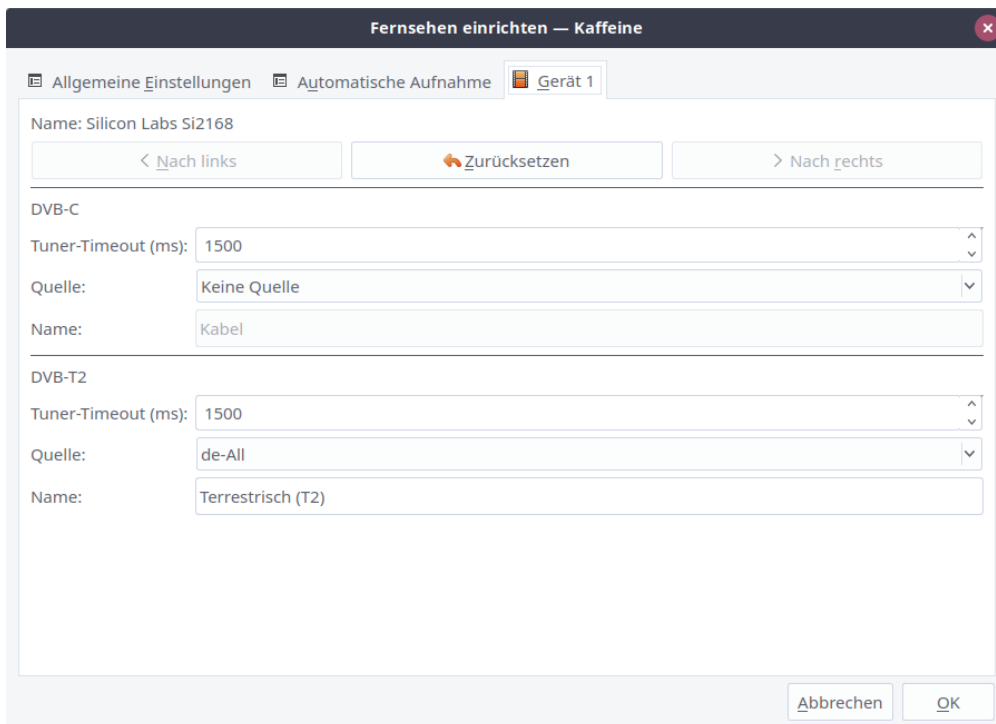 Fernsehen einrichten — Kaffeine
Allgemeine Einstellungen Automatische Aufnahme Gerät 1
Name: Silicon Labs Si2168
< Nach links Zurücksetzen > Nach rechts
DVB-C
Tuner-Timeout (ms): 1500
Quelle: Keine Quelle
Name: Kabel
DVB-T2
Tuner-Timeout (ms): 1500
Quelle: de-All
Name: Terrestrisch (T2)
Abbrechen OK